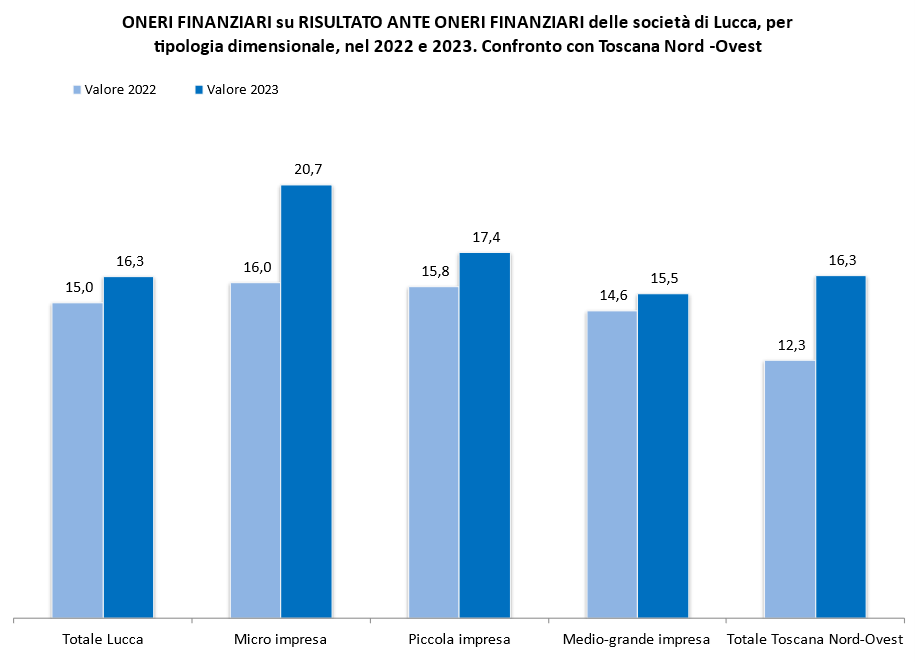 ONERI FINANZIARI su RISULTATO ANTE ONERI FINANZIARI delle società di Lucca, per
tipologia dimensionale, nel 2022 e 2023. Confronto con Toscana Nord -Ovest
Valore 2022 Valore 2023
20,7
17,4
16,3 16,0 15,8 16,3
15,0 14,6 15,5
12,3
Totale Lucca Micro impresa Piccola impresa Medio-grande impresa Totale Toscana Nord-Ovest